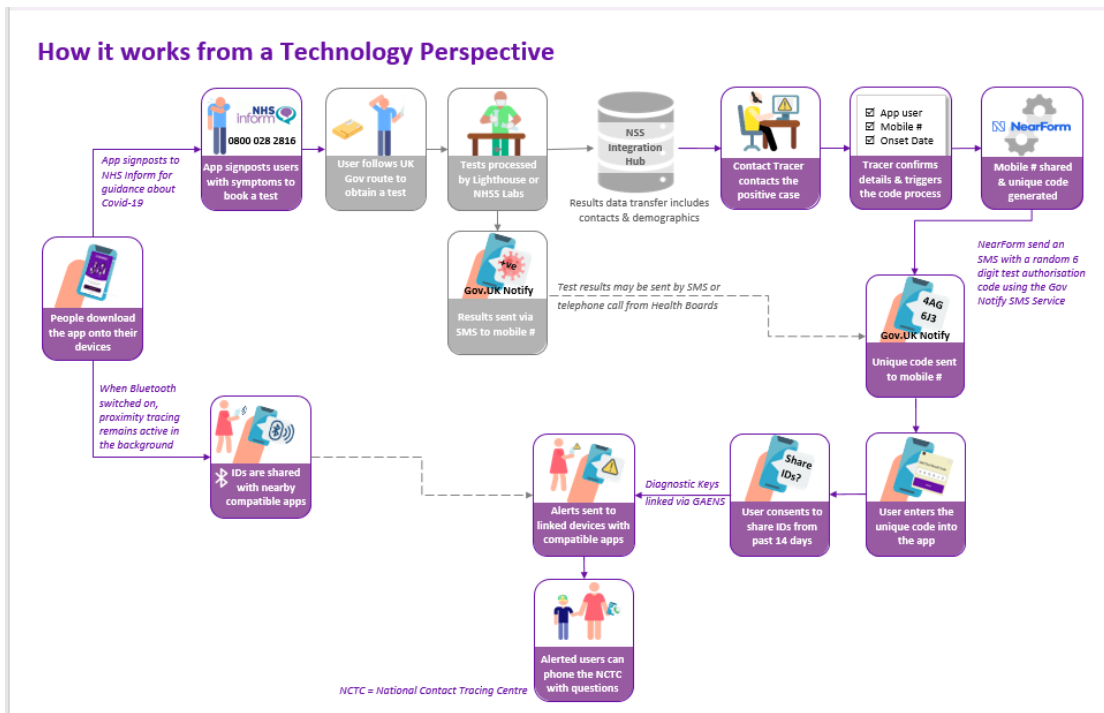 How it works from a Technology Perspective
App signposts to
NHS Inform for
guidance about
Covid-19
NHS
inform
0800 028 2816
App signposts users
with symptoms to
book a test
User follows UK
Gov route to
obtain a test
Tests processed
by Lighthouse or
NHSS Labs
NSS
Integration
Hub
Results data transfer includes
contacts & demographics
Contact Tracer
contacts the
positive case
App user
Mobile #
Onset Date
Tracer confirms
details & triggers
the code process
NearForm
Mobile # shared
& unique code
generated
People download
the app onto their
devices
+ve
Gov.UK Notify
Results sent via
SMS to mobile #
Test results may be sent by SMS or
telephone call from Health Boards
NearForm send an
SMS with a random 6
digit test authorisation
code using the Gov
Notify SMS Service
4AG
6J3
Gov.UK Notify
Unique code sent
to mobile #
When Bluetooth
switched on,
proximity tracing
remains active in
the background
IDs are shared
with nearby
compatible apps
Alerts sent to
linked devices with
compatible apps
Diagnostic Keys
linked via GAENS
Share
IDs?
User consents to
share IDs from
past 14 days
User enters the
unique code into
the app
Alerted users can
phone the NCTC
with questions
NCTC = National Contact Tracing Centre